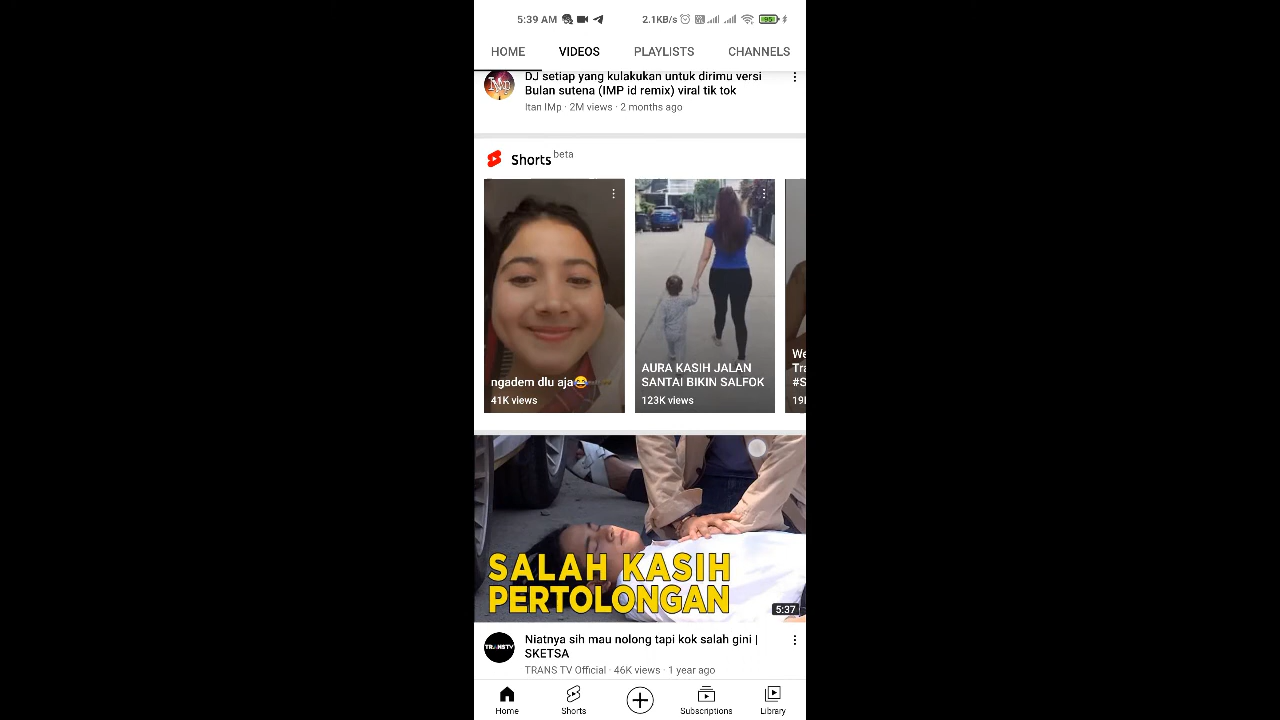 5:39 AM
2.1KB/s
95
HOME
VIDEOS
PLAYLISTS
CHANNELS
DJ setiap yang kulakukan untuk dirimu versi
Bulan sutena (IMP id remix) viral tik tok
Itan IMp · 2M views · 2 months ago
Shorts beta
ngadem dlu aja😂
41K views
AURA KASIH JALAN
SANTAI BIKIN SALFOK
123K views
SALAH KASIH
PERTOLONGAN
5:37
TRANSTV
Niatnya sih mau nolong tapi kok salah gini |
SKETSA
TRANS TV Official · 46K views · 1 year ago
Home
Shorts
Subscriptions
Library